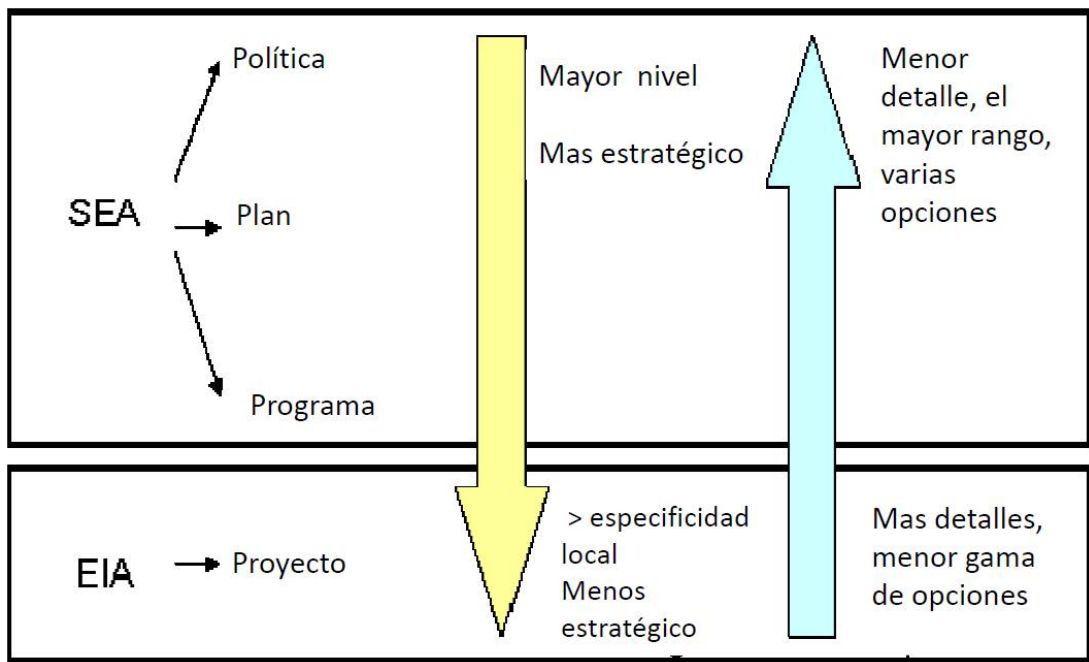 Política
SEA
Plan
Programa
Mayor nivel
Mas estratégico
Menor
detalle, el
mayor rango,
varias
opciones
EIA
Proyecto
> especificidad
local
Menos
estratégico
Mas detalles,
menor gama
de opciones